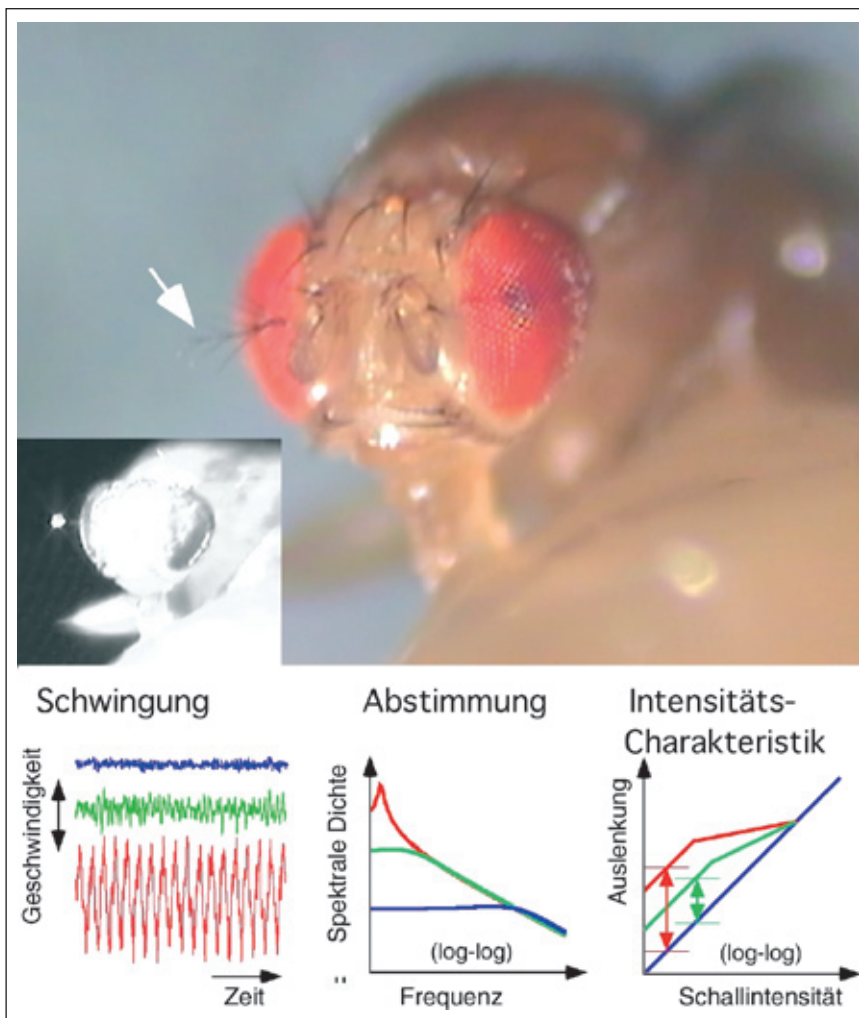 Schwingung
Geschwindigkeit
Zeit
Abstimmung
Spektrale Dichte
(log-log)
Frequenz
Intensitäts-
Charakteristik
Auslenkung
(log-log)
Schallintensität